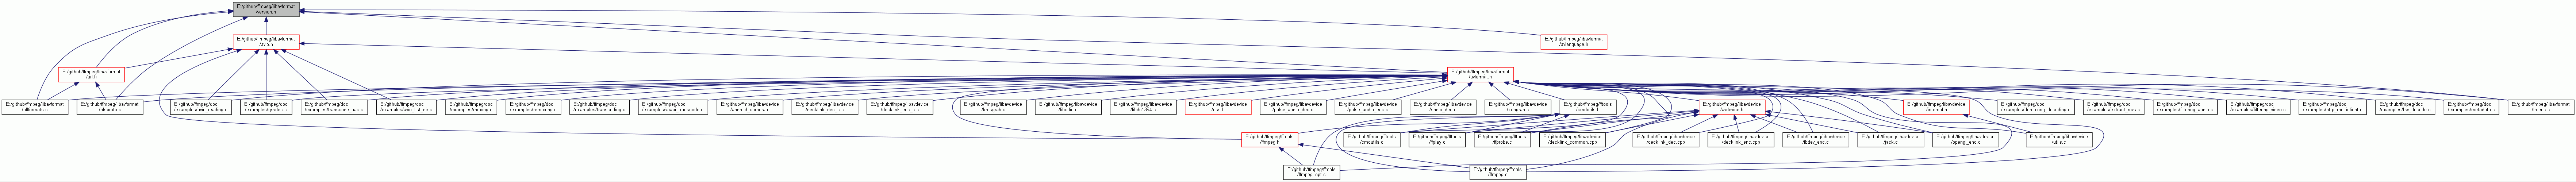 E:/github/ffmpeg/libavformat
/version.h
E:/github/ffmpeg/libavformat
/avio.h
E:/github/ffmpeg/libavformat
/avlanguage.h
E:/github/ffmpeg/libavformat
/url.h
E:/github/ffmpeg/libavformat
/avformat.h
E:/github/ffmpeg/libavformat
/allformats.c
E:/github/ffmpeg/libavformat
/hlsproto.c
E:/github/ffmpeg/doc
/examples/avio_reading.c
E:/github/ffmpeg/doc
/examples/qsvdec.c
E:/github/ffmpeg/doc
/examples/transcode_aac.c
E:/github/ffmpeg/doc
/examples/avio_list_dir.c
E:/github/ffmpeg/doc
/examples/muxing.c
E:/github/ffmpeg/doc
/examples/remuxing.c
E:/github/ffmpeg/doc
/examples/transcoding.c
E:/github/ffmpeg/doc
/examples/vaapi_transcode.c
E:/github/ffmpeg/libavdevice
/android_camera.c
E:/github/ffmpeg/libavdevice
/decklink_dec_c.c
E:/github/ffmpeg/libavdevice
/decklink_enc_c.c
E:/github/ffmpeg/libavdevice
/kmsgrab.c
E:/github/ffmpeg/libavdevice
/libcdio.c
E:/github/ffmpeg/libavdevice
/libdc1394.c
E:/github/ffmpeg/libavdevice
/oss.h
E:/github/ffmpeg/libavdevice
/pulse_audio_dec.c
E:/github/ffmpeg/libavdevice
/pulse_audio_enc.c
E:/github/ffmpeg/libavdevice
/sndio_dec.c
E:/github/ffmpeg/libavdevice
/xcbgrab.c
E:/github/ffmpeg/fftools
/cmdutils.h
E:/github/ffmpeg/libavdevice
/avdevice.h
E:/github/ffmpeg/libavdevice
/internal.h
E:/github/ffmpeg/doc
/examples/demuxing_decoding.c
E:/github/ffmpeg/doc
/examples/extract_mvs.c
E:/github/ffmpeg/doc
/examples/filtering_audio.c
E:/github/ffmpeg/doc
/examples/filtering_video.c
E:/github/ffmpeg/doc
/examples/http_multiclient.c
E:/github/ffmpeg/doc
/examples/hw_decode.c
E:/github/ffmpeg/doc
/examples/metadata.c
E:/github/ffmpeg/libavformat
/lrcenc.c
E:/github/ffmpeg/fftools
/ffmpeg.h
E:/github/ffmpeg/fftools
/cmdutils.c
E:/github/ffmpeg/fftools
/ffplay.c
E:/github/ffmpeg/fftools
/ffprobe.c
E:/github/ffmpeg/libavdevice
/decklink_common.cpp
E:/github/ffmpeg/libavdevice
/decklink_dec.cpp
E:/github/ffmpeg/libavdevice
/decklink_enc.cpp
E:/github/ffmpeg/libavdevice
/fbdev_enc.c
E:/github/ffmpeg/libavdevice
/jack.c
E:/github/ffmpeg/libavdevice
/opengl_enc.c
E:/github/ffmpeg/libavdevice
/utils.c
E:/github/ffmpeg/fftools
/ffmpeg_opt.c
E:/github/ffmpeg/fftools
/ffmpeg.c